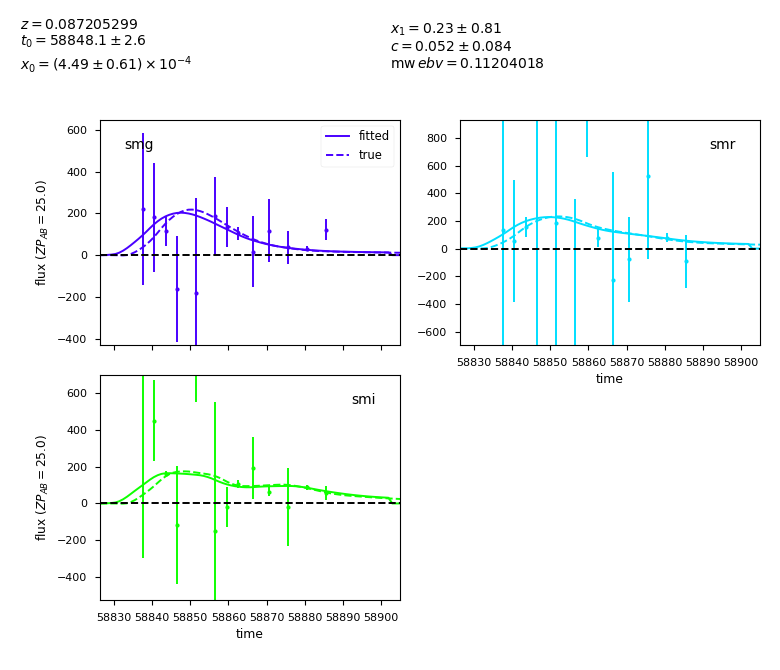 z = 0.087205299
t₀ = 58848.1 ± 2.6
x₀ = (4.49 ± 0.61) × 10⁻⁴
x₁ = 0.23 ± 0.81
c = 0.052 ± 0.084
mw ebv = 0.11204018
smg
fitted
true
600
400
200
0
−200
−400
flux (ZP_AB = 25.0)
smr
800
600
400
200
0
−200
−400
−600
58830 58840 58850 58860 58870 58880 58890 58900
time
smi
600
400
200
0
−200
−400
flux (ZP_AB = 25.0)
58830 58840 58850 58860 58870 58880 58890 58900
time